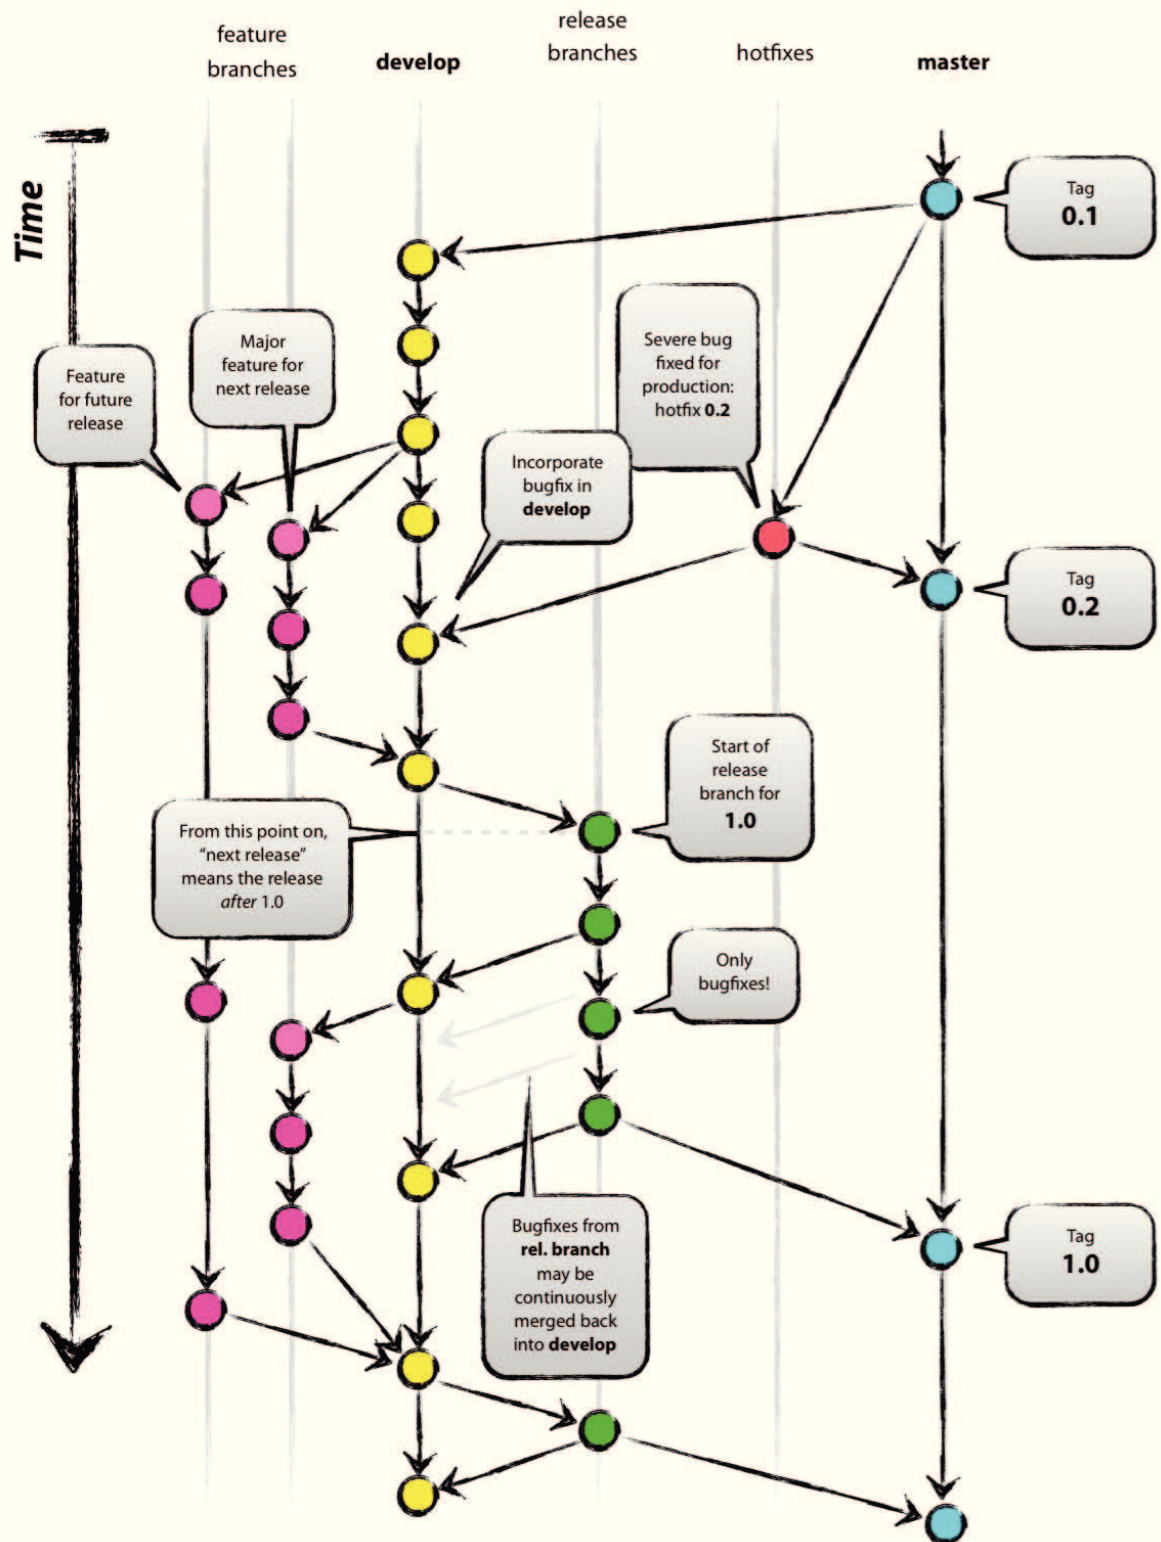 feature
branches
develop
release
branches
hotfixes
master
Time
Tag
0.1
Major
feature for
next release
Severe bug
fixed for
production:
hotfix 0.2
Feature
for future
release
Incorporate
bugfix in
develop
Tag
0.2
Start of
release
branch for
1.0
From this point on,
“next release”
means the release
after 1.0
Only
bugfixes!
Bugfixes from
rel. branch
may be
continuously
merged back
into develop
Tag
1.0